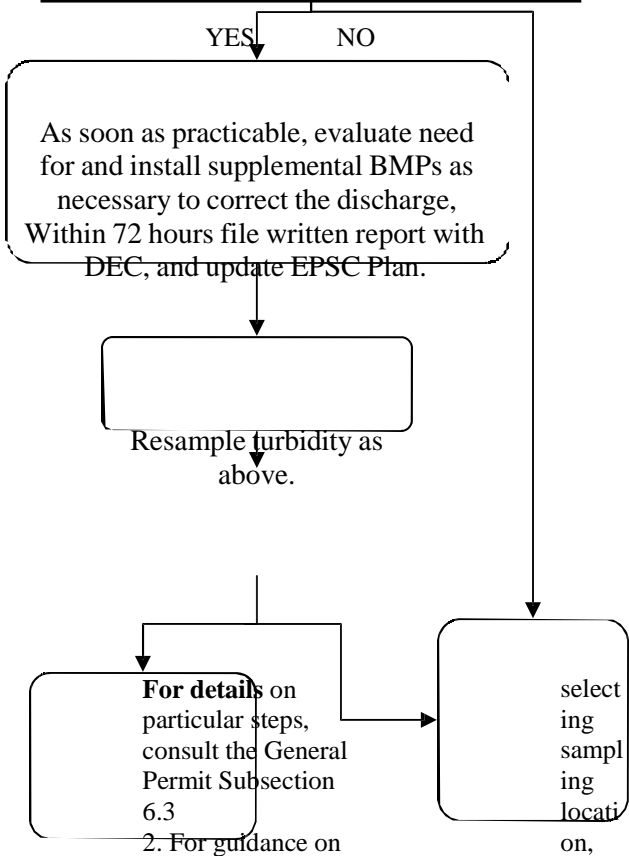 YES NO
As soon as practicable, evaluate need
for and install supplemental BMPs as
necessary to correct the discharge,
Within 72 hours file written report with
DEC, and update EPSC Plan.
Resample turbidity as
above.
For details on
particular steps,
consult the General
Permit Subsection
6.3
2. For guidance on
select
ing
sampl
ing
locati
on,